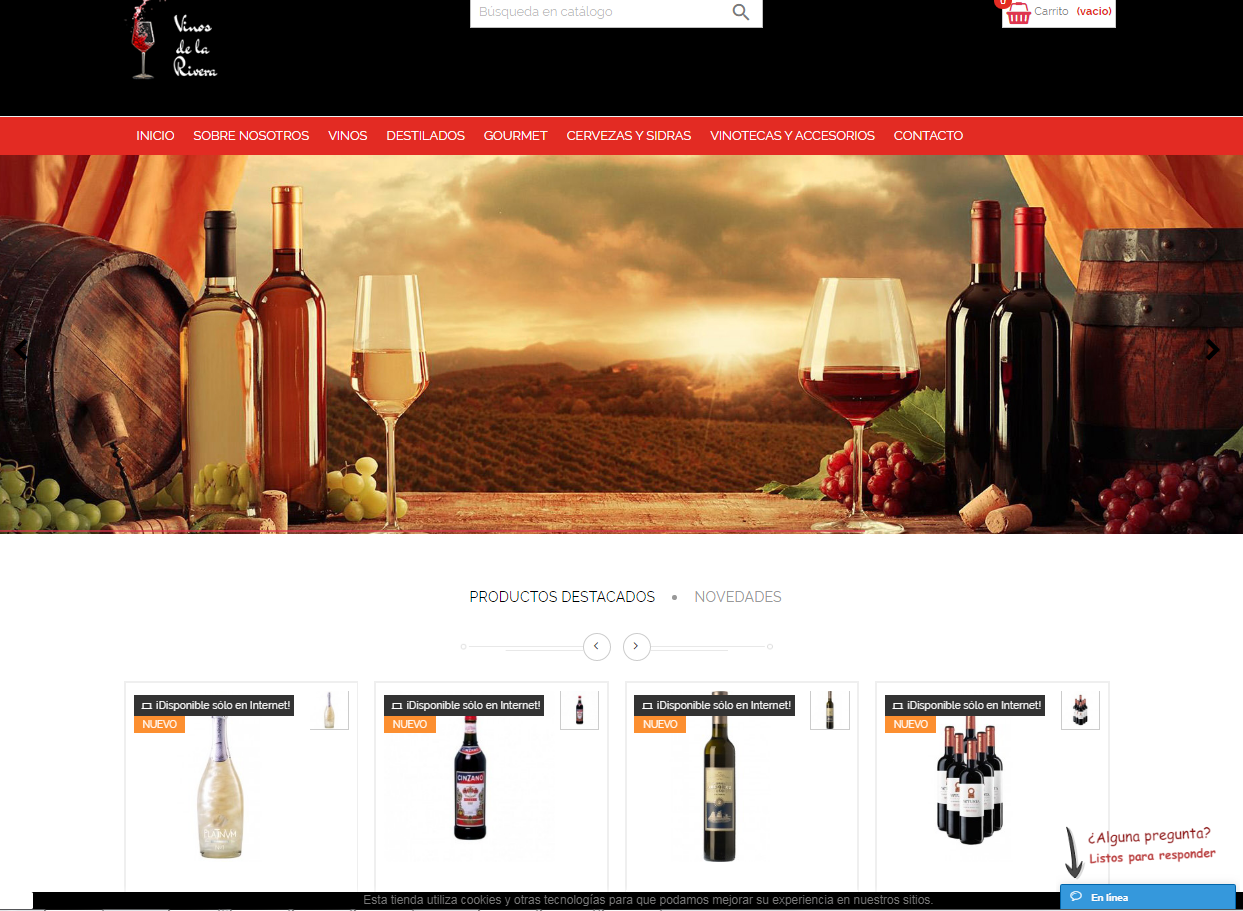 Vinos
de la
Rivera
Búsqueda en catálogo
0
Carrito (vacío)
INICIO SOBRE NOSOTROS VINOS DESTILADOS GOURMET CERVEZAS Y SIDRAS VINOTECAS Y ACCESORIOS CONTACTO
PRODUCTOS DESTACADOS • NOVEDADES
¡Disponible sólo en Internet!
NUEVO
PLATNVM
¡Disponible sólo en Internet!
NUEVO
CINZANO
¡Disponible sólo en Internet!
NUEVO
¡Disponible sólo en Internet!
NUEVO
¿Alguna pregunta?
Listos para responder
En línea
Esta tienda utiliza cookies y otras tecnologías para que podamos mejorar su experiencia en nuestros sitios.